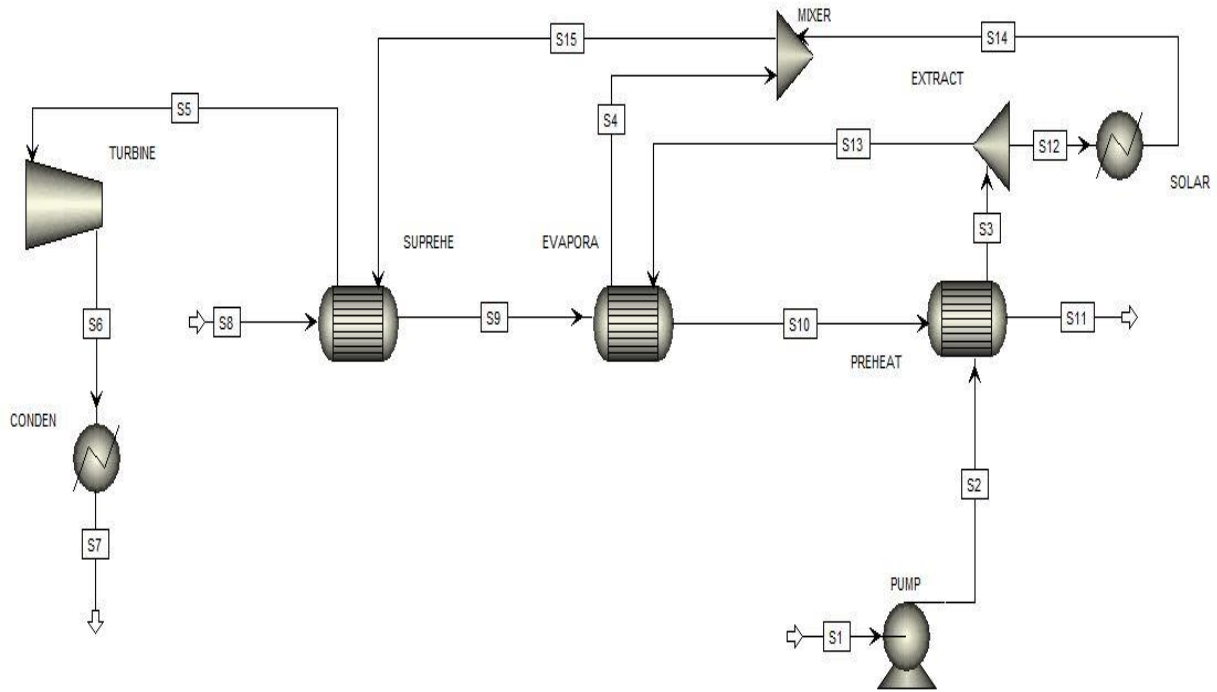 MIXER
S15
S14
EXTRACT
S5
S4
S13
S12
TURBINE
SOLAR
S3
SUPREHE
EVAPORA
S6
S8
S9
S10
S11
PREHEAT
CONDEN
S2
S7
PUMP
S1